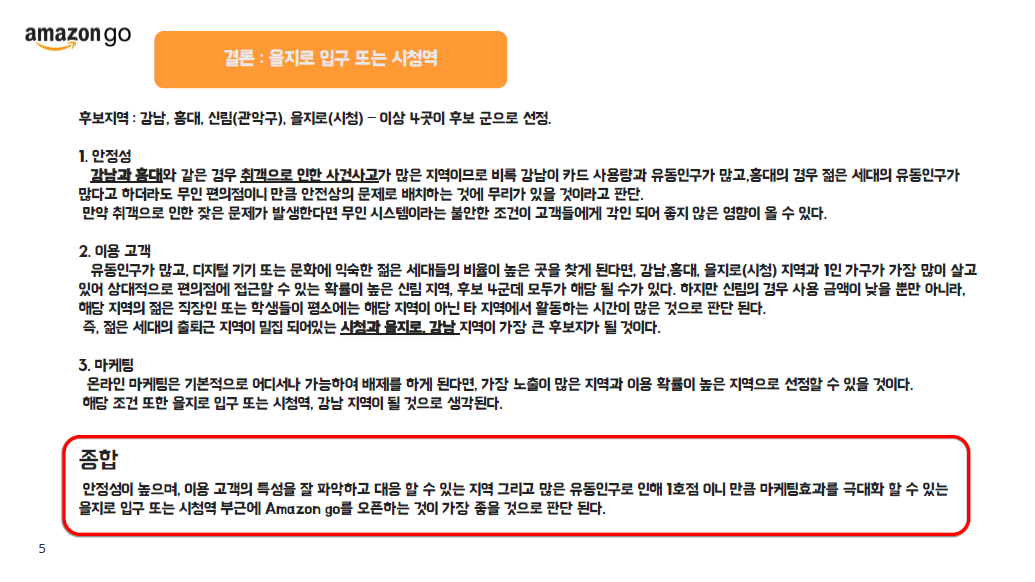 amazon go
결론 : 을지로 입구 또는 시청역
후보지역 : 강남, 홍대, 신림(관악구), 을지로(시청) – 이상 4곳이 후보 군으로 선정.
1. 안정성
강남과 홍대와 같은 경우 취객으로 인한 사건사고가 많은 지역이므로 비록 강남이 카드 사용량과 유동인구가 많고,홍대의 경우 젊은 세대의 유동인구가
많다고 하더라도 무인 편의점이니 만큼 안전상의 문제로 배치하는 것에 무리가 있을 것이라고 판단.
만약 취객으로 인한 잦은 문제가 발생한다면 무인 시스템이라는 불안한 조건이 고객들에게 각인 되어 좋지 않은 영향이 올 수 있다.
2. 이용 고객
유동인구가 많고, 디지털 기기 또는 문화에 익숙한 젊은 세대들의 비율이 높은 곳을 찾게 된다면, 강남,홍대, 을지로(시청) 지역과 1인 가구가 가장 많이 살고
있어 상대적으로 편의점에 접근할 수 있는 확률이 높은 신림 지역, 후보 4군데 모두가 해당 될 수가 있다. 하지만 신림의 경우 사용 금액이 낮을 뿐만 아니라,
해당 지역의 젊은 직장인 또는 학생들이 평소에는 해당 지역이 아닌 타 지역에서 활동하는 시간이 많은 것으로 판단 된다.
즉, 젊은 세대의 출퇴근 지역이 밀집 되어있는 시청과 을지로, 강남 지역이 가장 큰 후보지가 될 것이다.
3. 마케팅
온라인 마케팅은 기본적으로 어디서나 가능하여 배제를 하게 된다면, 가장 노출이 많은 지역과 이용 확률이 높은 지역으로 선정할 수 있을 것이다.
해당 조건 또한 을지로 입구 또는 시청역, 강남 지역이 될 것으로 생각된다.
종합
안정성이 높으며, 이용 고객의 특성을 잘 파악하고 대응 할 수 있는 지역 그리고 많은 유동인구로 인해 1호점 이니 만큼 마케팅효과를 극대화 할 수 있는
을지로 입구 또는 시청역 부근에 Amazon go를 오픈하는 것이 가장 좋을 것으로 판단 된다.
5